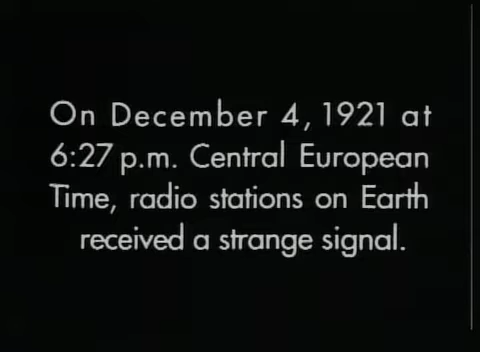 On December 4, 1921 at
6:27 p.m. Central European
Time, radio stations on Earth
received a strange signal.